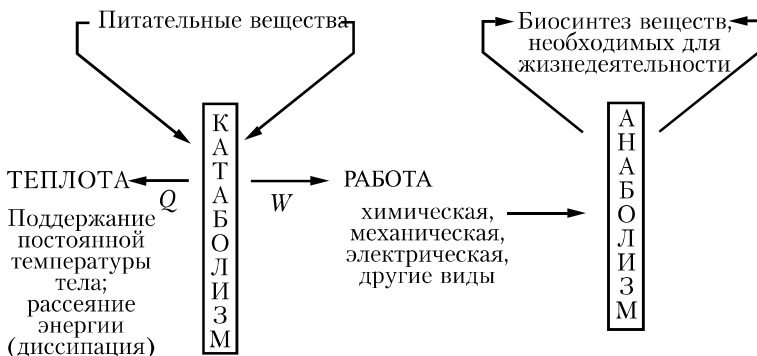 Питательные вещества
Биосинтез веществ,
необходимых для
жизнедеятельности
КАТАБОЛИЗМ
АНАБОЛИЗМ
ТЕПЛОТА
Q
W
РАБОТА
Поддержание
постоянной
температуры
тела;
рассеяние
энергии
(диссипация)
химическая,
механическая,
электрическая,
другие виды